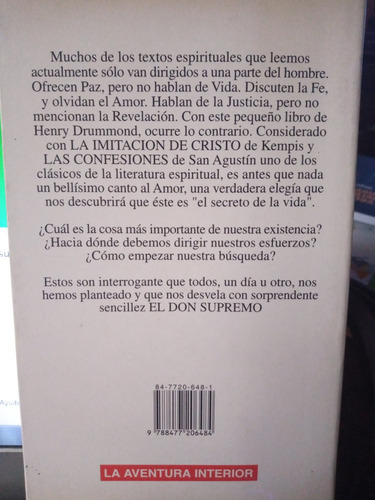 Muchos de los textos espirituales que leemos
actualmente sólo van dirigidos a una parte del hombre.
Ofrecen Paz, pero no hablan de Vida. Discuten la Fe,
y olvidan el Amor. Hablan de la Justicia, pero no
mencionan la Revelación. Con este pequeño libro de
Henry Drummond, ocurre lo contrario. Considerado
con LA IMITACION DE CRISTO de Kempis y
LAS CONFESIONES de San Agustín uno de los
clásicos de la literatura espiritual, es antes que nada
un bellísimo canto al Amor, una verdadera elegía que
nos descubrirá que éste es "el secreto de la vida".
¿Cuál es la cosa más importante de nuestra existencia?
¿Hacia dónde debemos dirigir nuestros esfuerzos?
¿Cómo empezar nuestra búsqueda?
Estos son interrogante que todos, un día u otro, nos
hemos planteado y que nos desvela con sorprendente
sencillez EL DON SUPREMO
84-7720-648-1
9 788477 206484
LA AVENTURA INTERIOR